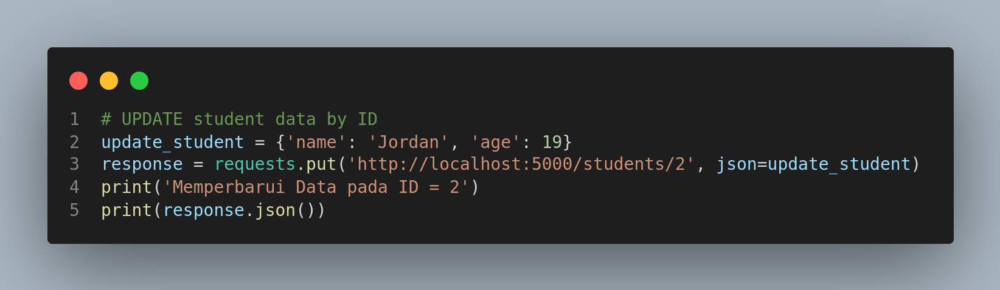 1 # UPDATE student data by ID
2 update_student = {'name': 'Jordan', 'age': 19}
3 response = requests.put('http://localhost:5000/students/2', json=update_student)
4 print('Memperbarui Data pada ID = 2')
5 print(response.json())